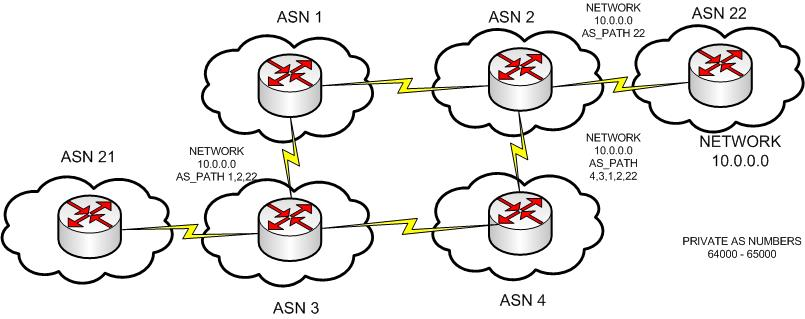 ASN 1
ASN 2
NETWORK
10.0.0.0
AS_PATH 22
ASN 22
NETWORK
10.0.0.0
AS_PATH 1,2,22
NETWORK
10.0.0.0
AS_PATH
4,3,1,2,22
NETWORK
10.0.0.0
ASN 21
PRIVATE AS NUMBERS
64000 - 65000
ASN 3
ASN 4